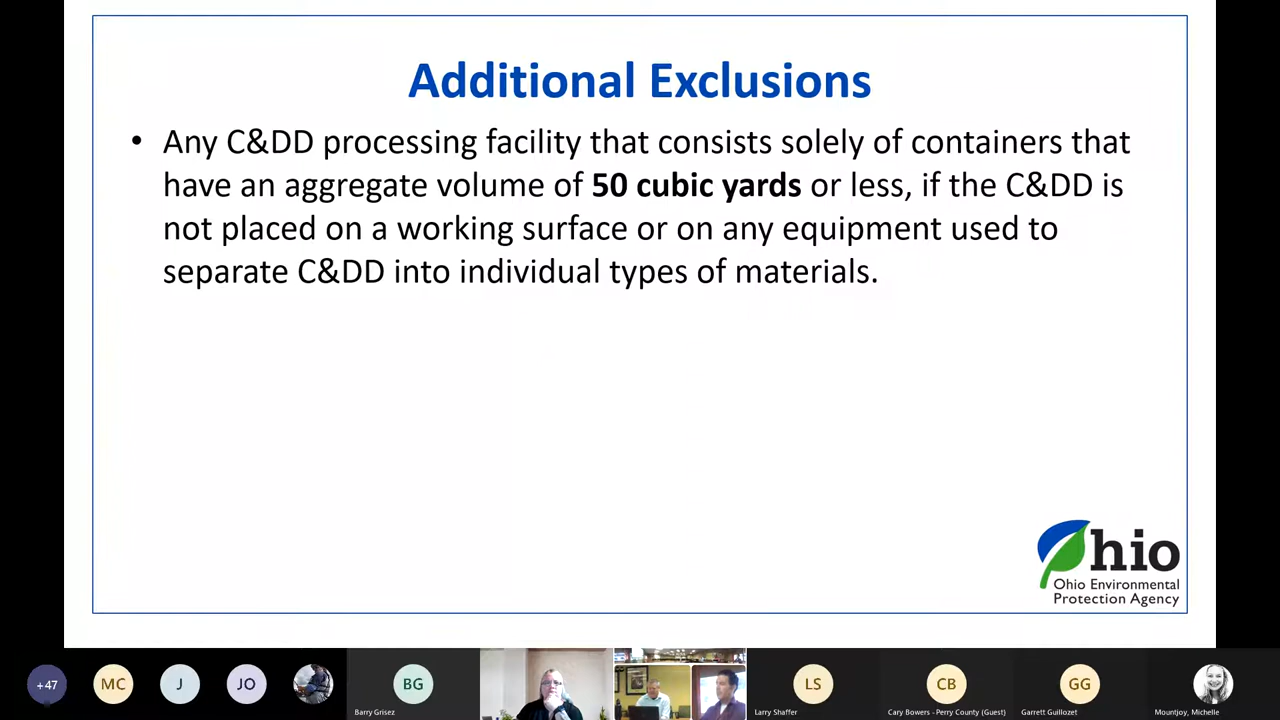 Additional Exclusions
• Any C&DD processing facility that consists solely of containers that
have an aggregate volume of 50 cubic yards or less, if the C&DD is
not placed on a working surface or on any equipment used to
separate C&DD into individual types of materials.
Ohio
Ohio Environmental
Protection Agency
+47
MC
J
JO
BG
LS
CB
GG
Barry Grisez
Larry Shaffer
Cary Bowers - Perry County (Guest)
Garrett Guillozet
Mountjoy, Michelle